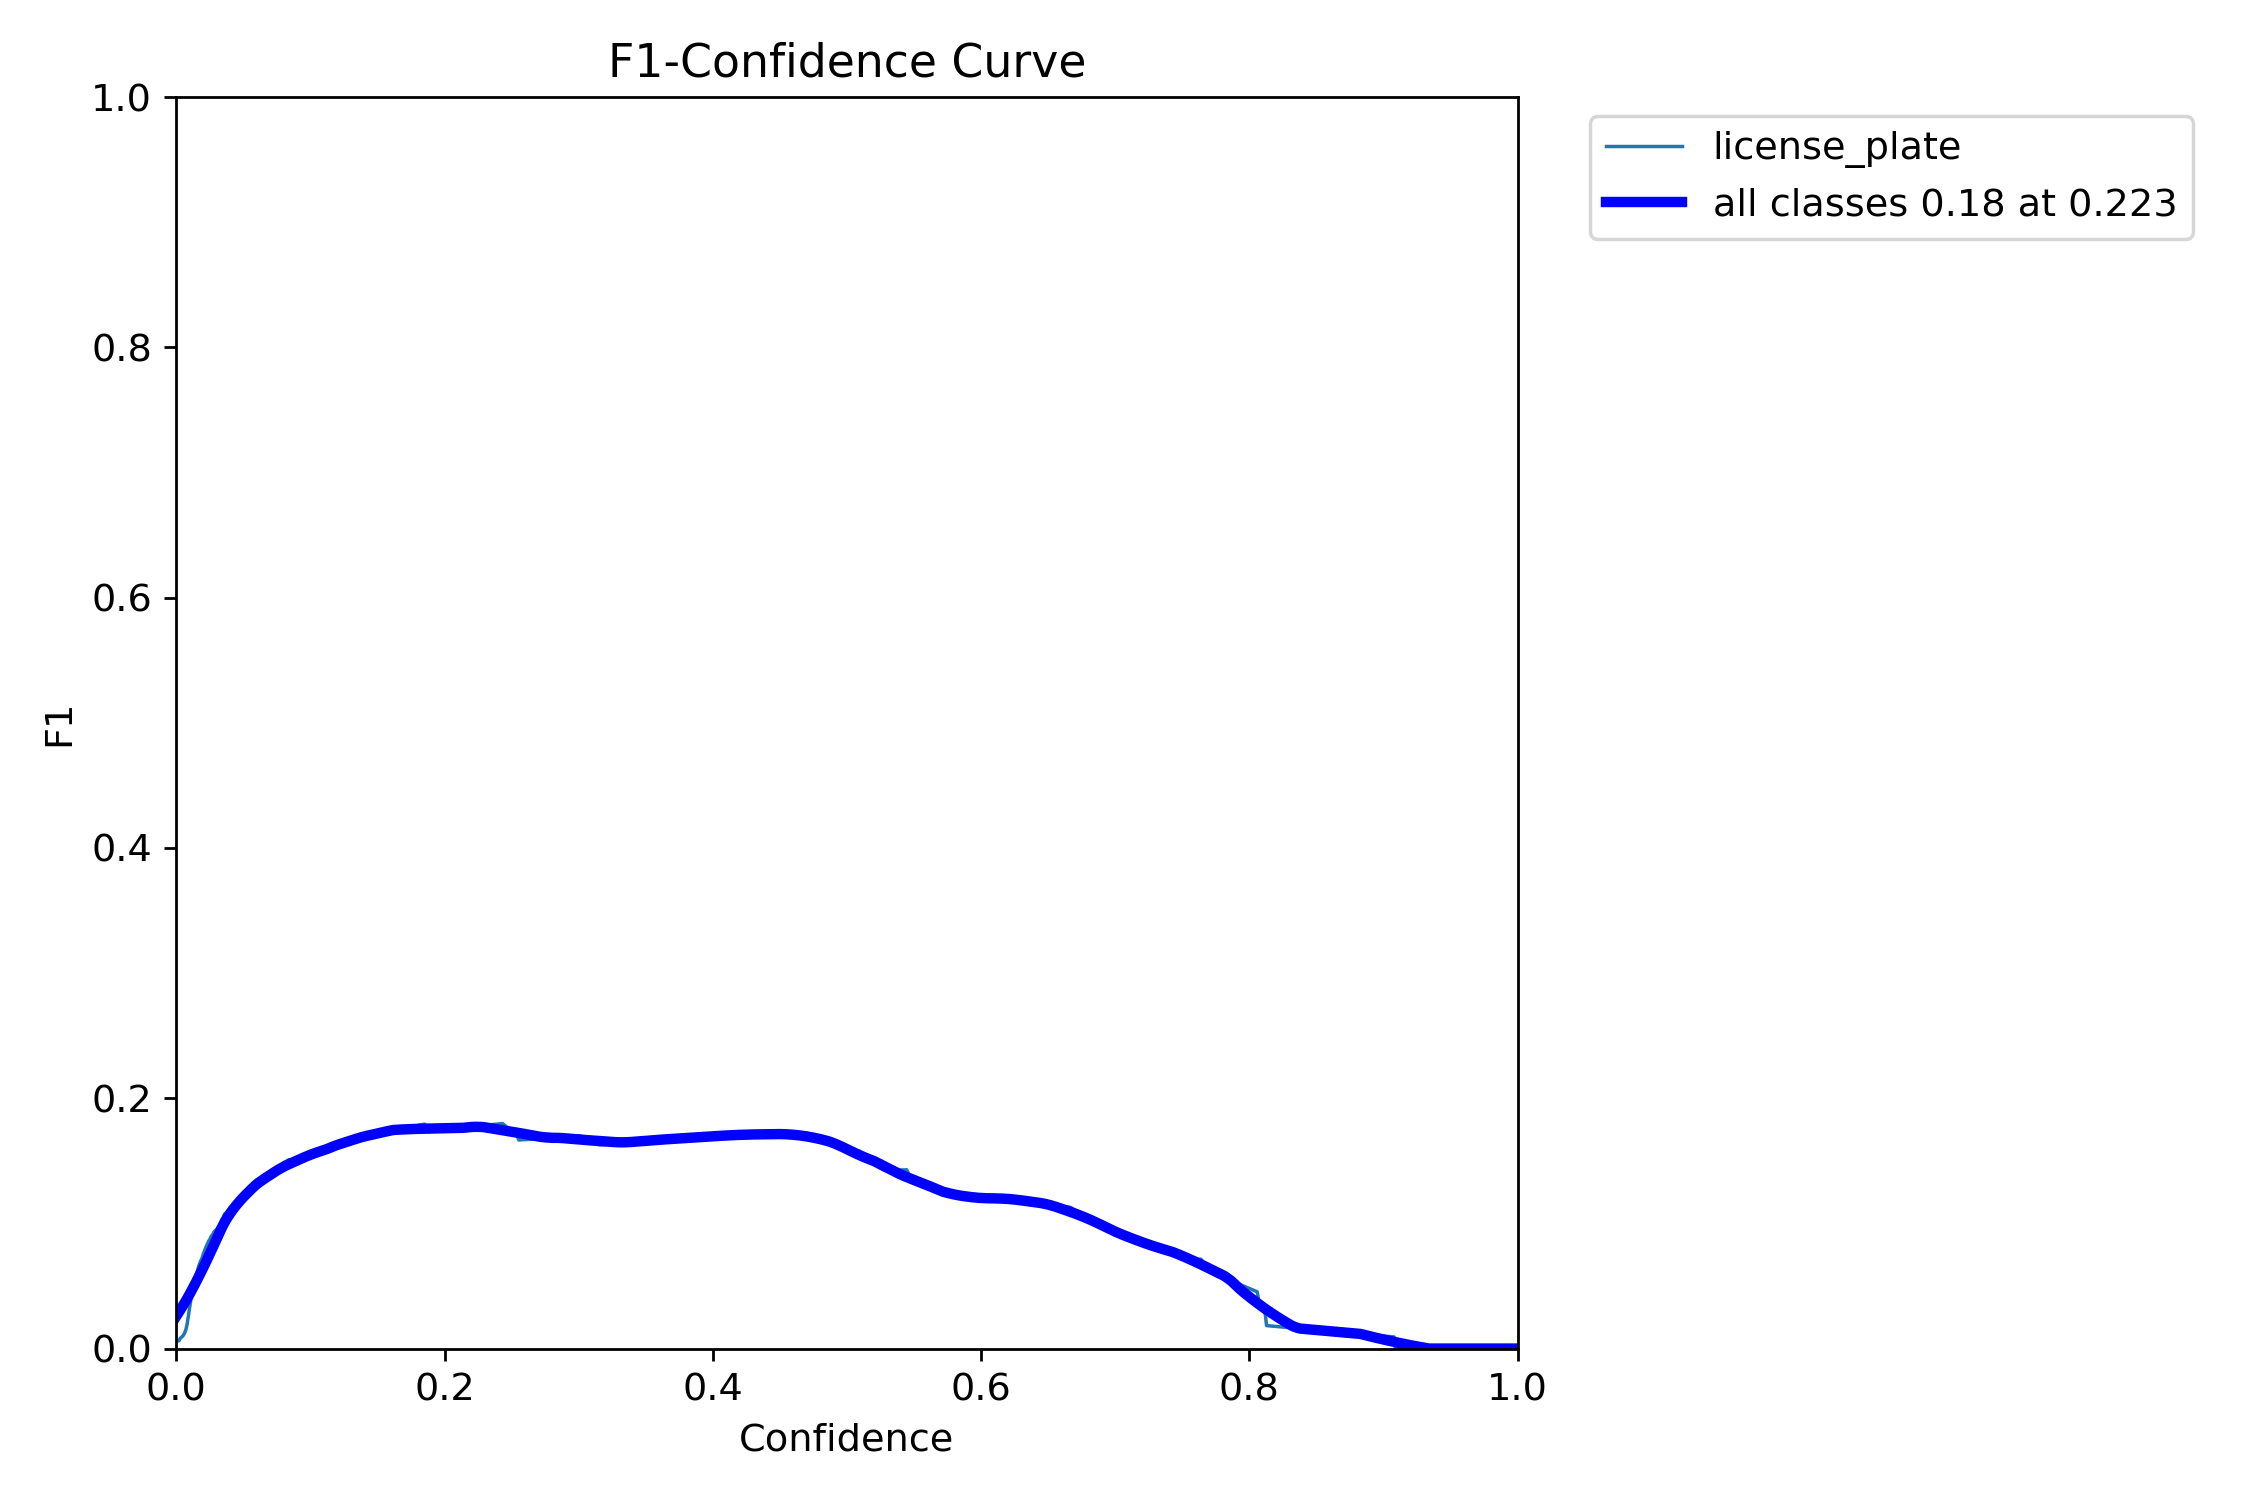 F1-Confidence Curve
license_plate
all classes 0.18 at 0.223
1.0
0.8
0.6
0.4
0.2
0.0
F1
0.0 0.2 0.4 0.6 0.8 1.0
Confidence